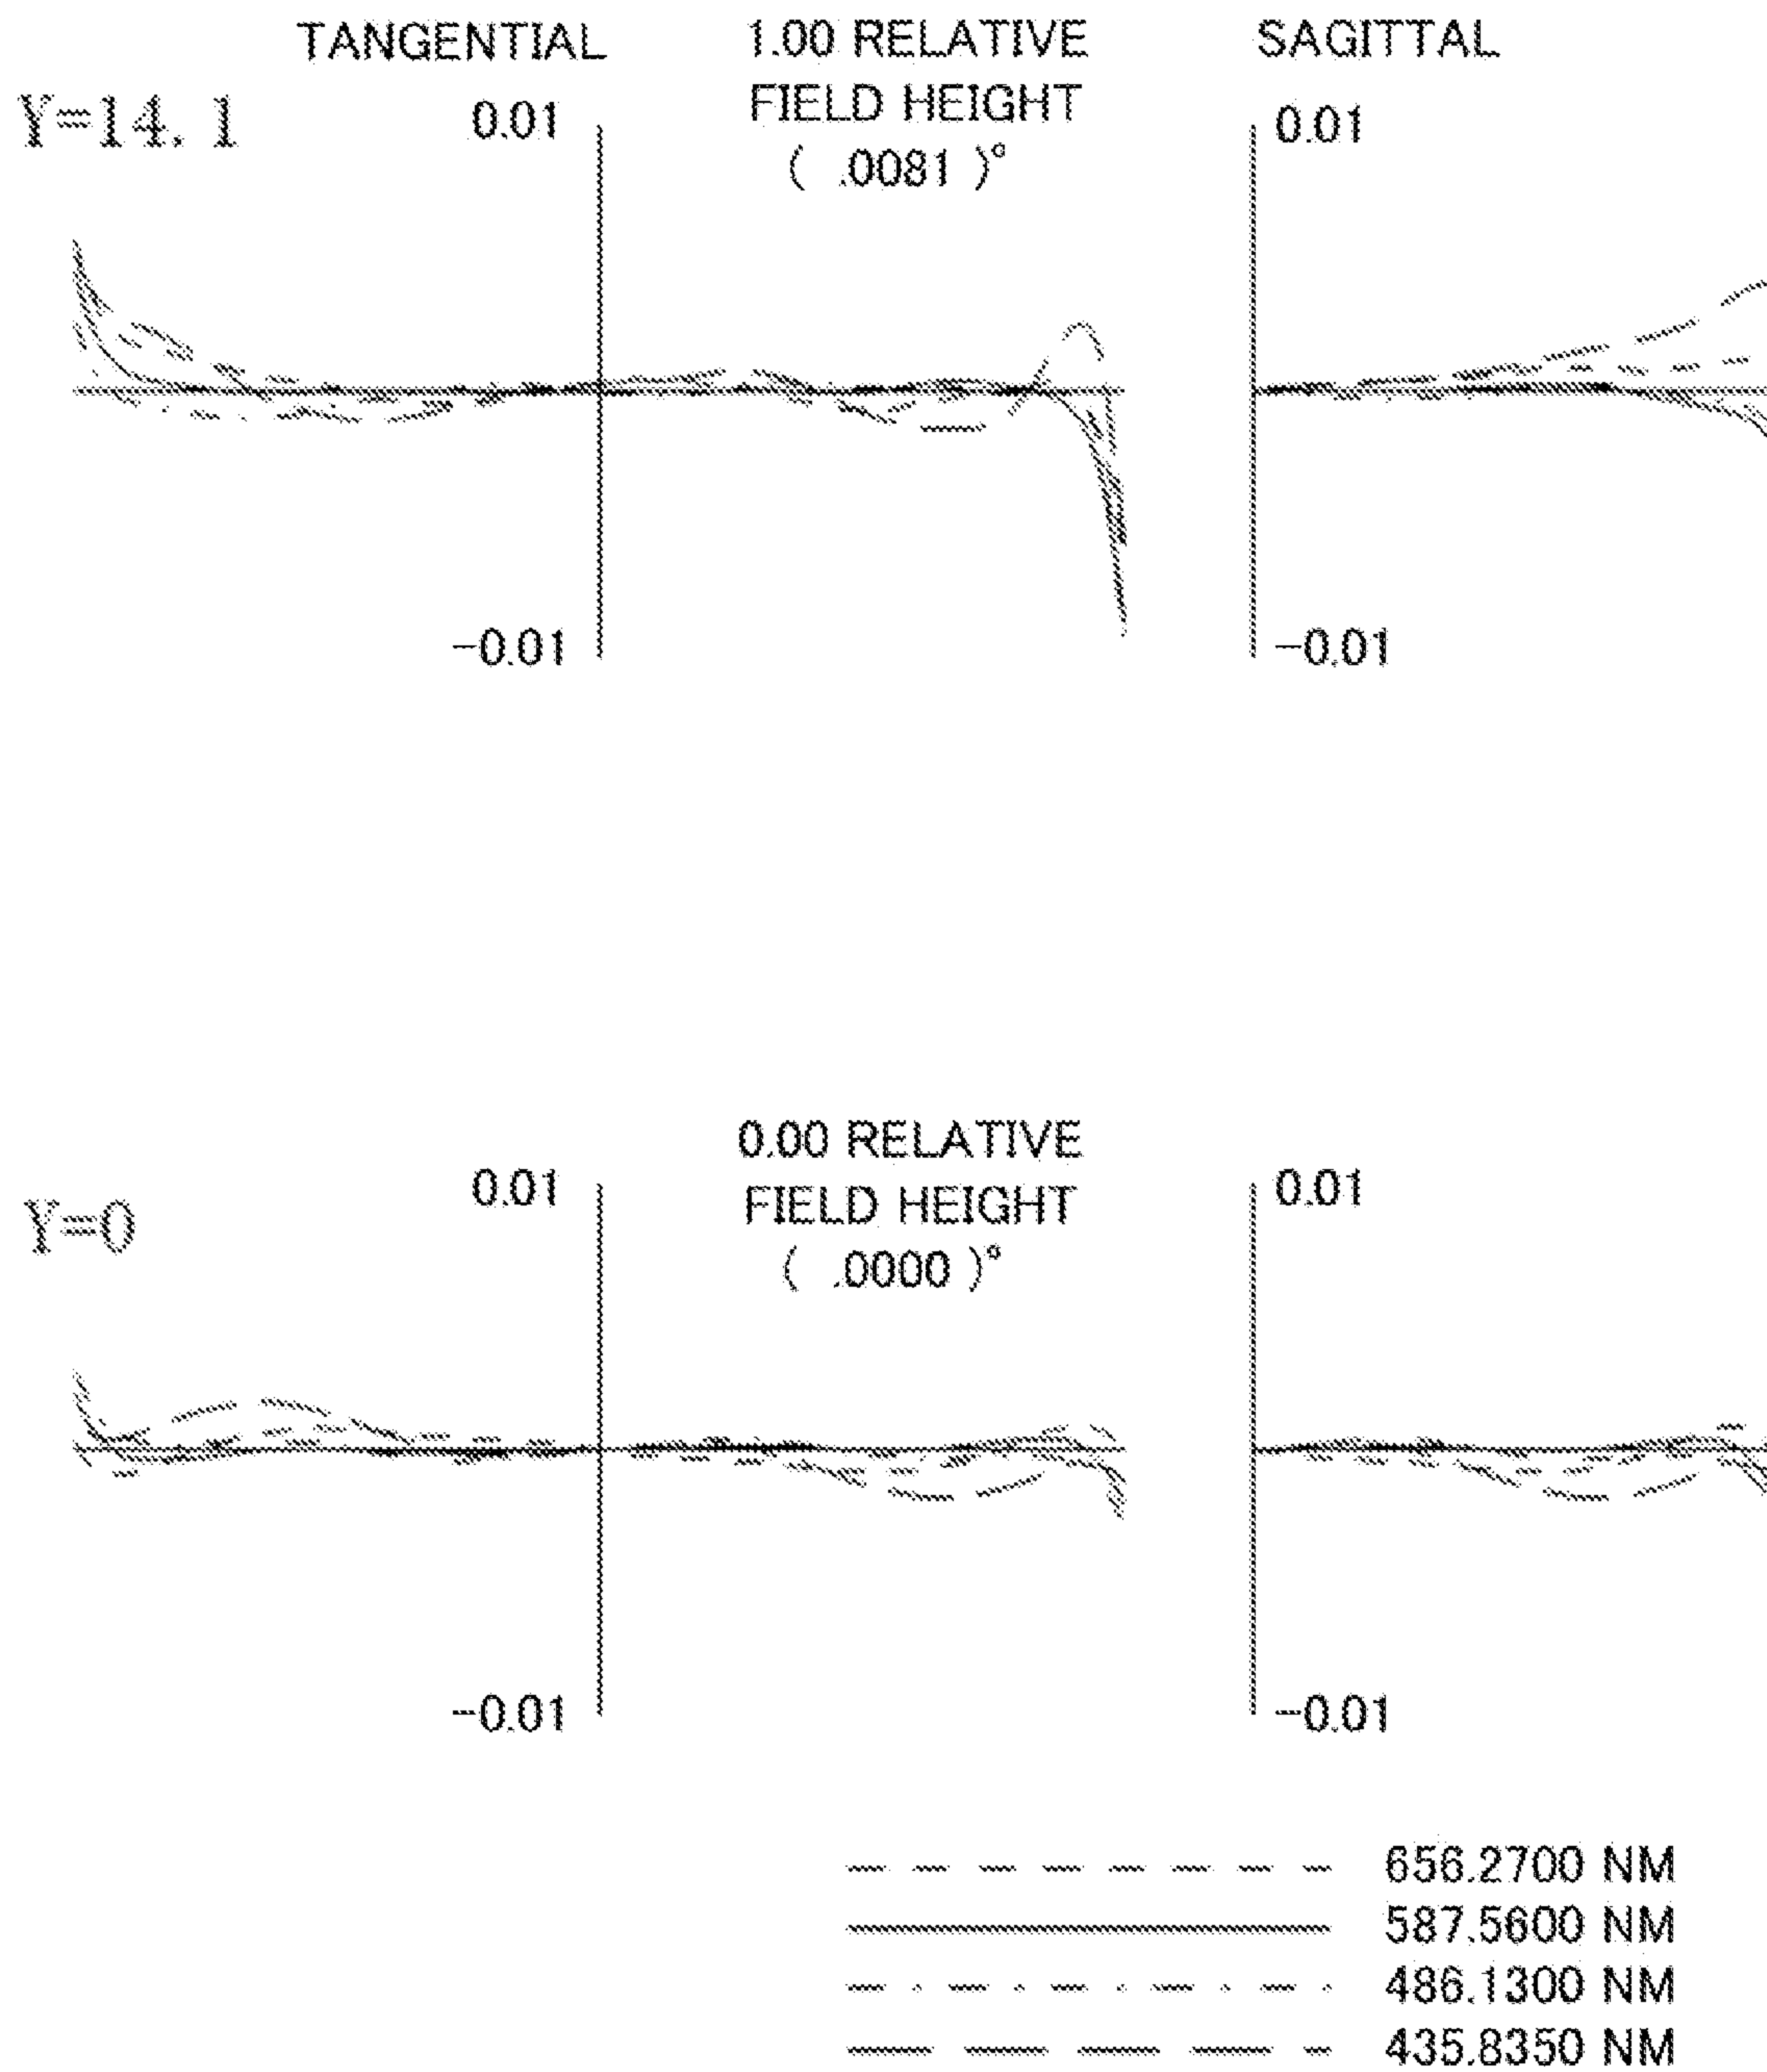 TANGENTIAL
1.00 RELATIVE
FIELD HEIGHT
( .0081 )°
SAGITTAL
Y=14. 1
0.01
0.01
-0.01
-0.01
0.00 RELATIVE
FIELD HEIGHT
( .0000 )°
Y=0
0.01
0.01
-0.01
-0.01
656.2700 NM
587.5600 NM
486.1300 NM
435.8350 NM